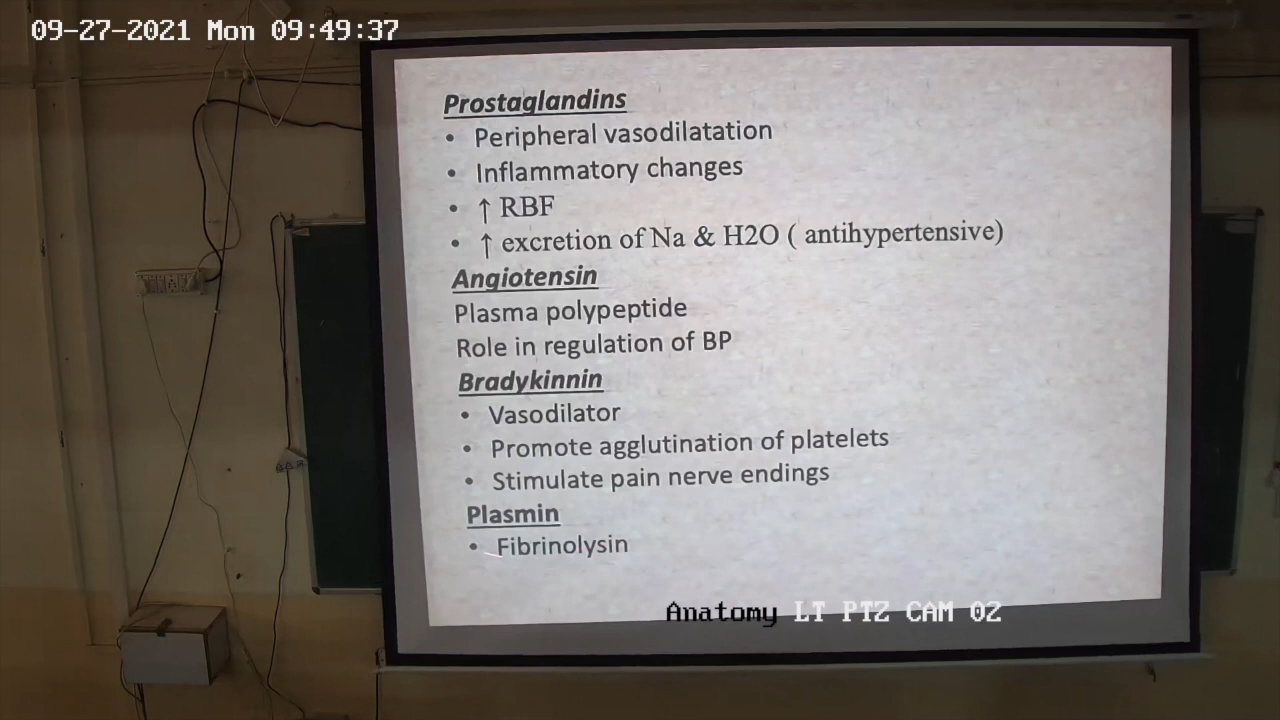 09-27-2021 Mon 09:49:37
Prostaglandins
• Peripheral vasodilatation
• Inflammatory changes
• ↑ RBF
• ↑ excretion of Na & H2O ( antihypertensive)
Angiotensin
Plasma polypeptide
Role in regulation of BP
Bradykinnin
• Vasodilator
• Promote agglutination of platelets
• Stimulate pain nerve endings
Plasmin
• Fibrinolysin
Anatomy LT PTZ CAM 02